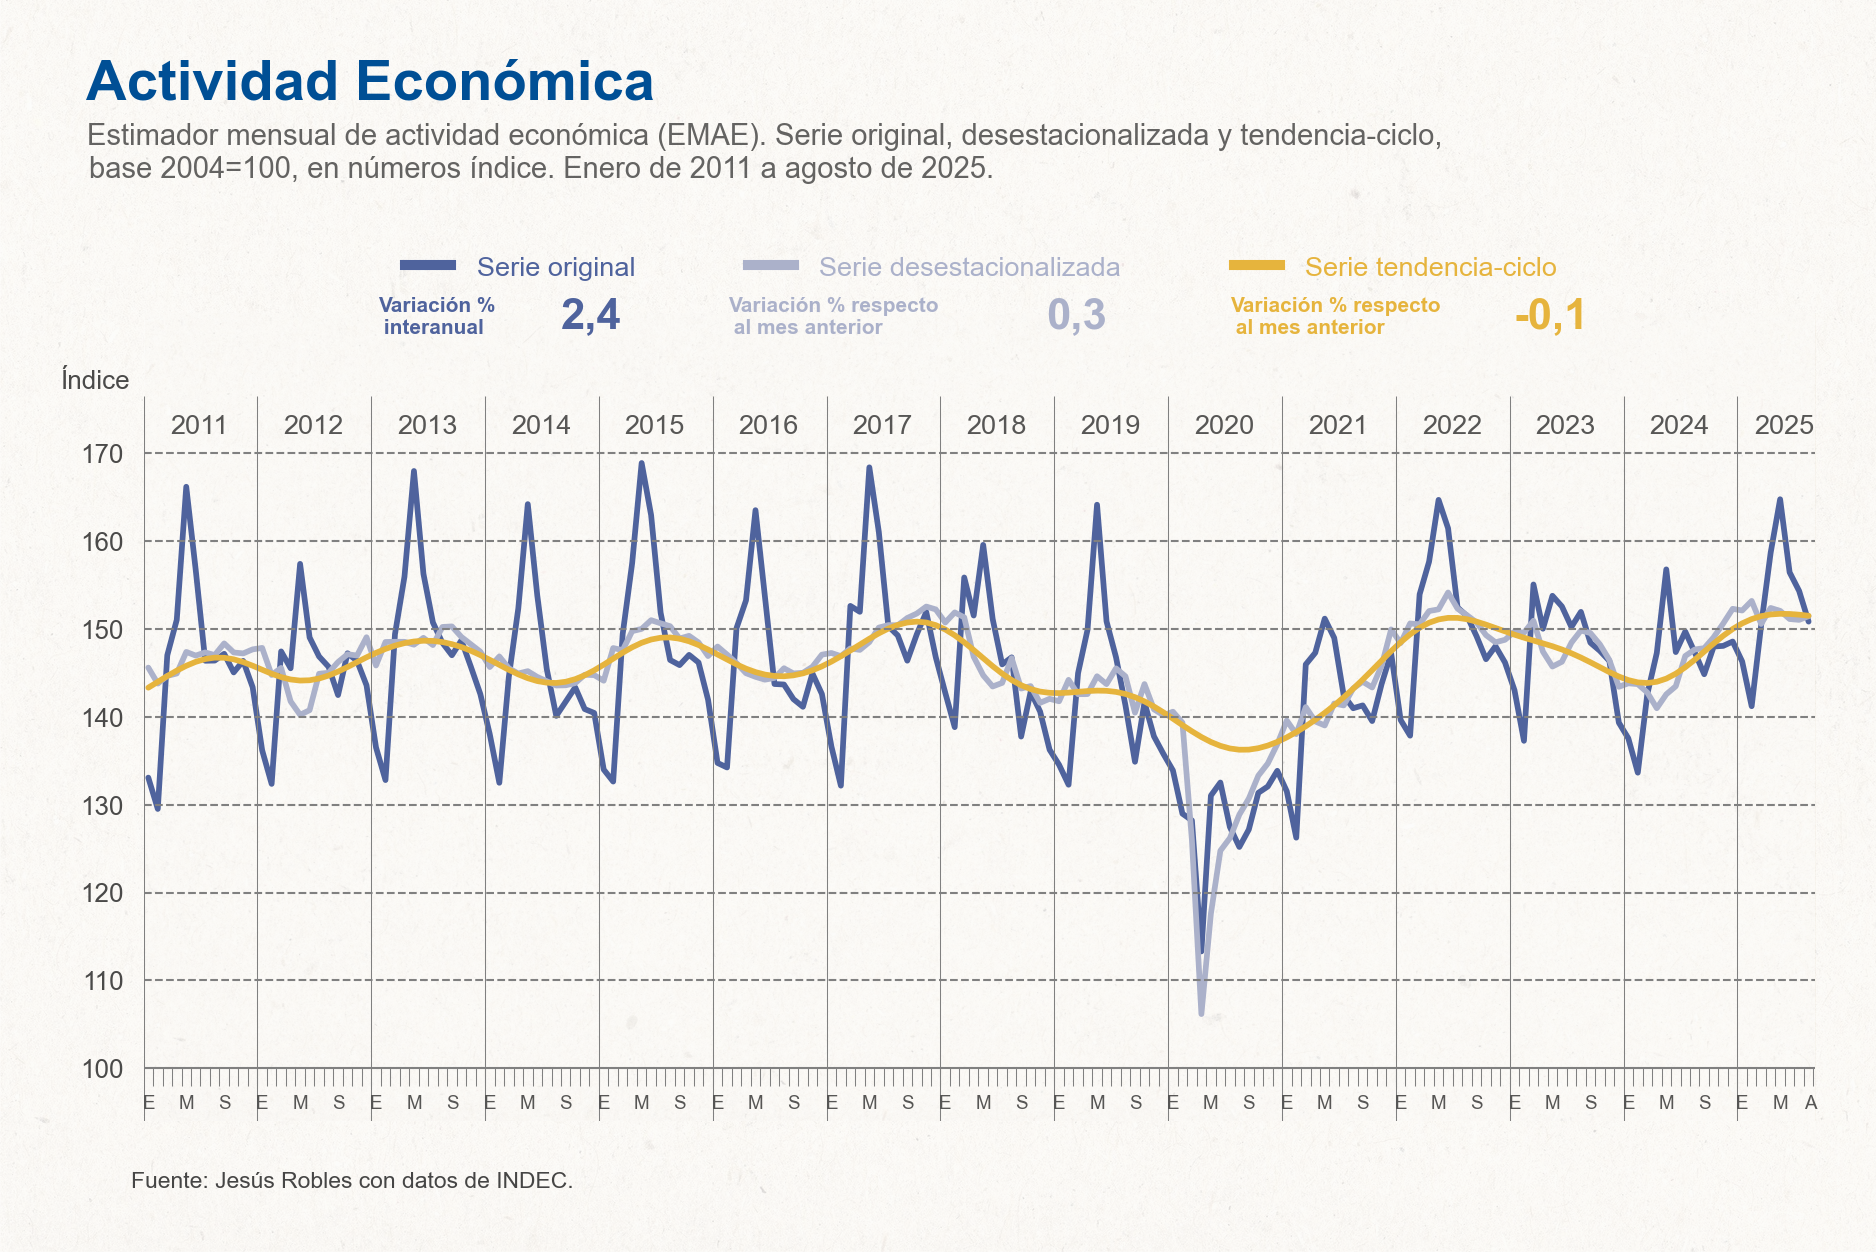 Actividad Económica
Estimador mensual de actividad económica (EMAE). Serie original, desestacionalizada y tendencia-ciclo,
base 2004=100, en números índice. Enero de 2011 a agosto de 2025.
Serie original Serie desestacionalizada Serie tendencia-ciclo
Variación % interanual 2,4 Variación % respecto al mes anterior 0,3 Variación % respecto al mes anterior -0,1
Índice
2011 2012 2013 2014 2015 2016 2017 2018 2019 2020 2021 2022 2023 2024 2025
170
160
150
140
130
120
110
100
E M S E M S E M S E M S E M S E M S E M S E M S E M S E M S E M S E M S E M S E M S E M A
Fuente: Jesús Robles con datos de INDEC.